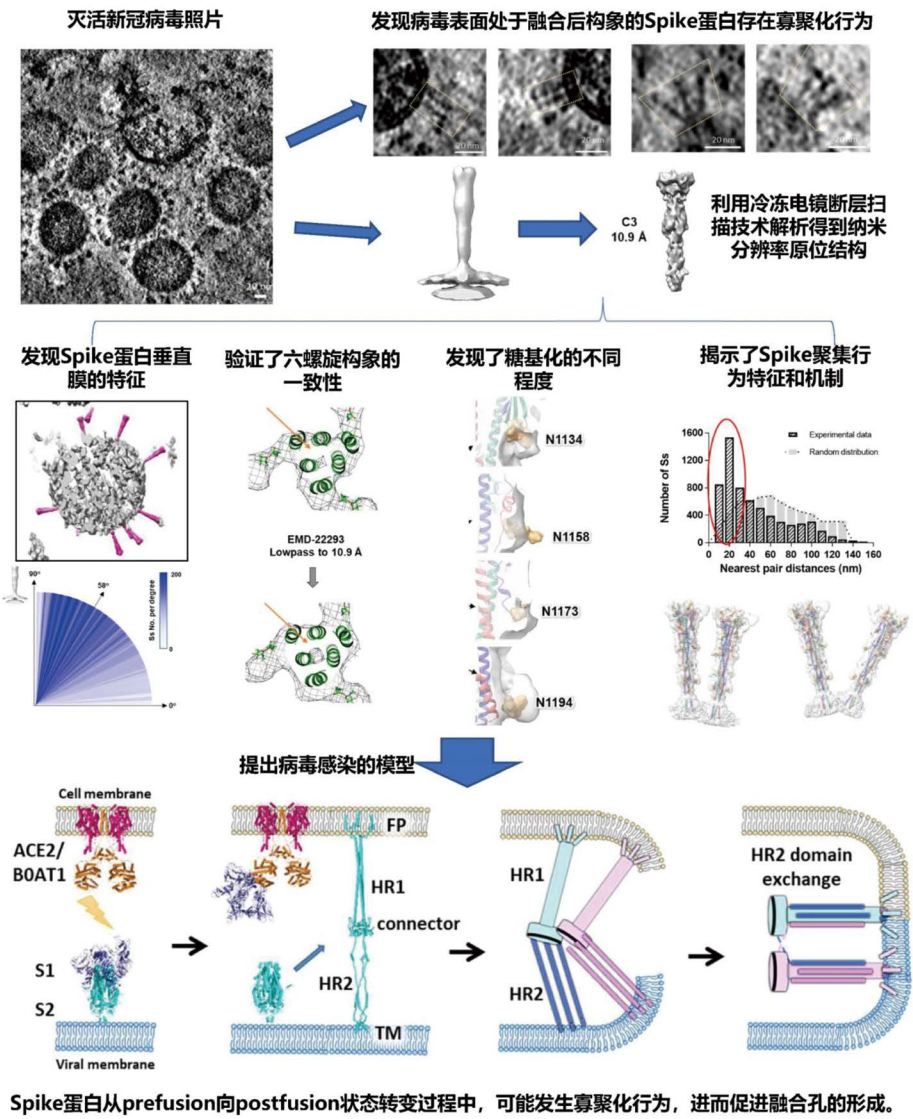 灭活新冠病毒照片
发现病毒表面处于融合后构象的Spike蛋白存在寡聚化行为
20 nm
20 nm
20 nm
20 nm
C3
10.9 Å
利用冷冻电镜断层扫
描技术解析得到纳米
分辨率原位结构
发现Spike蛋白垂直
膜的特征
验证了六螺旋构象的
一致性
发现了糖基化的不同
程度
揭示了Spike聚集行
为特征和机制
90°
58°
0°
200
Ss No. per degree
0
EMD-22293
Lowpass to 10.9 Å
N1134
N1158
N1173
N1194
1600
1200
800
400
0
Number of Ss
Experimental data
Random distribution
0 20 40 60 80 100 120 140 160
Nearest pair distances (nm)
提出病毒感染的模型
Cell membrane
ACE2/
B0AT1
S1
S2
Viral membrane
FP
HR1
connector
HR2
TM
HR1
HR2
HR2 domain
exchange
Spike蛋白从prefusion向postfusion状态转变过程中，可能发生寡聚化行为，进而促进融合孔的形成。